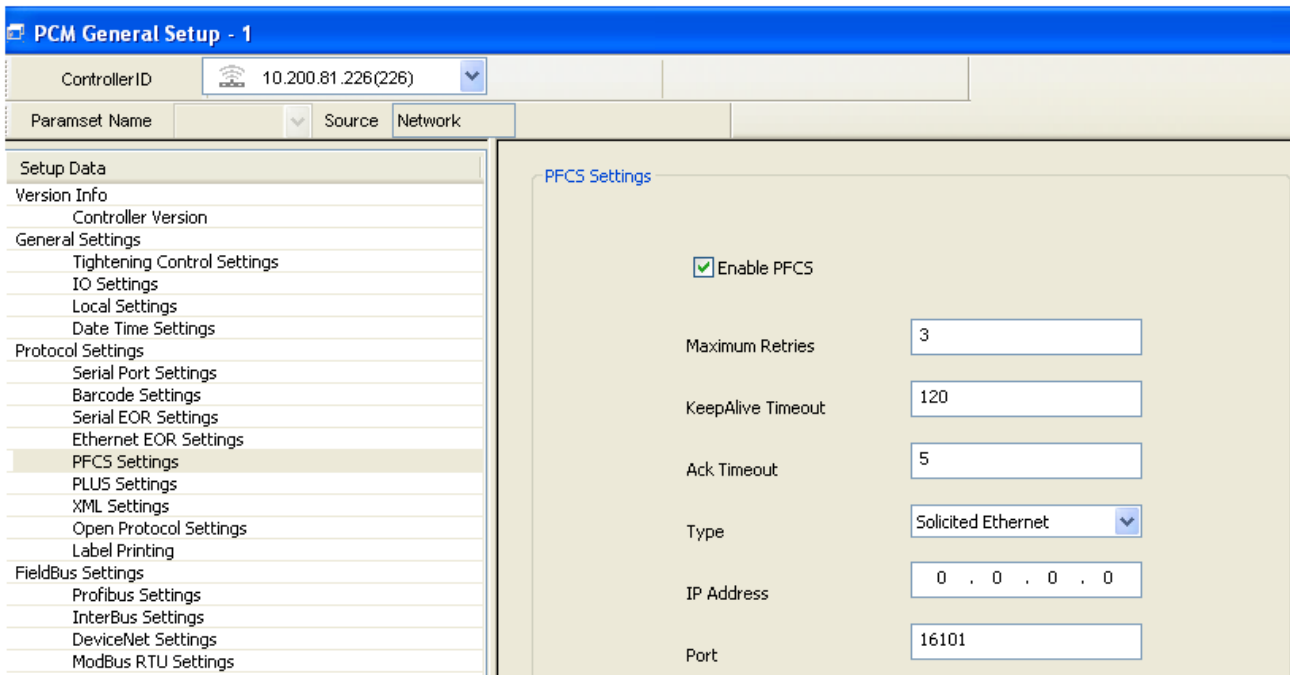 PCM General Setup - 1
ControllerID 10.200.81.226(226)
Paramset Name Source Network
Setup Data
Version Info
Controller Version
General Settings
Tightening Control Settings
IO Settings
Local Settings
Date Time Settings
Protocol Settings
Serial Port Settings
Barcode Settings
Serial EOR Settings
Ethernet EOR Settings
PFCS Settings
PLUS Settings
XML Settings
Open Protocol Settings
Label Printing
FieldBus Settings
Profibus Settings
InterBus Settings
DeviceNet Settings
ModBus RTU Settings
PFCS Settings
Enable PFCS
Maximum Retries 3
KeepAlive Timeout 120
Ack Timeout 5
Type Solicited Ethernet
IP Address 0 . 0 . 0 . 0
Port 16101